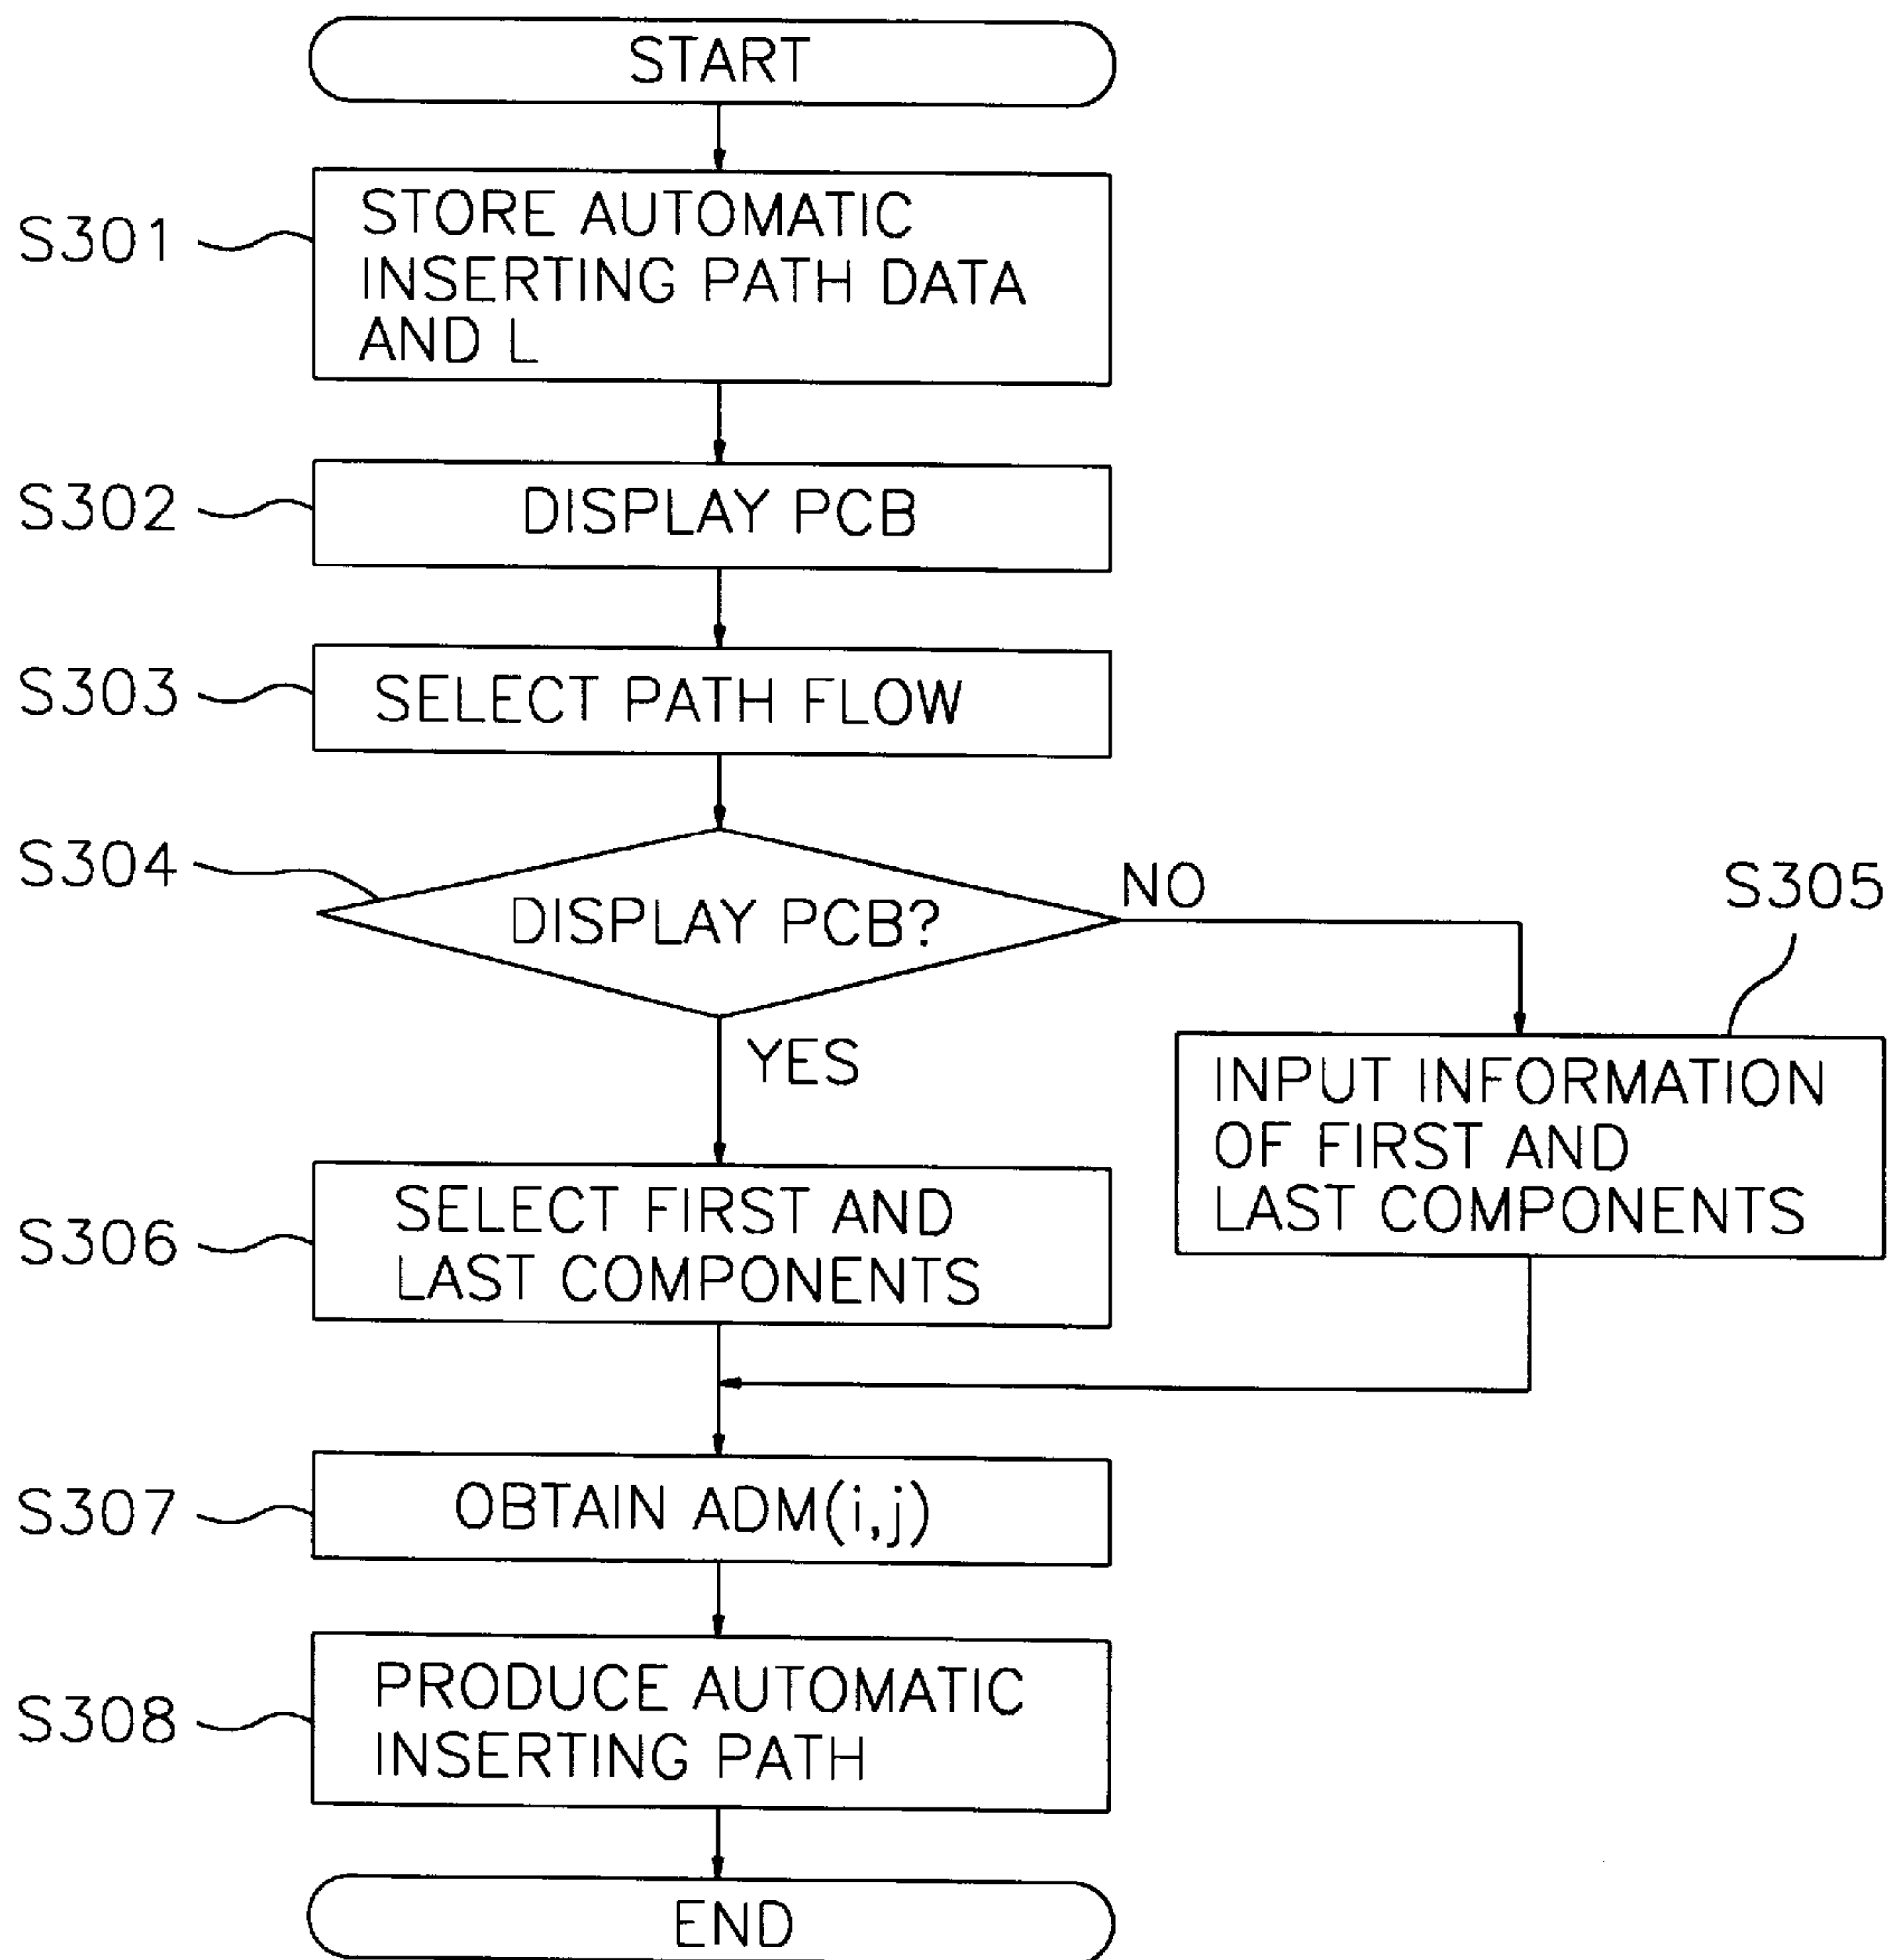 START
S301
STORE AUTOMATIC
INSERTING PATH DATA
AND L
S302
DISPLAY PCB
S303
SELECT PATH FLOW
S304
DISPLAY PCB?
NO
S305
YES
INPUT INFORMATION
OF FIRST AND
LAST COMPONENTS
S306
SELECT FIRST AND
LAST COMPONENTS
S307
OBTAIN ADM(i,j)
S308
PRODUCE AUTOMATIC
INSERTING PATH
END